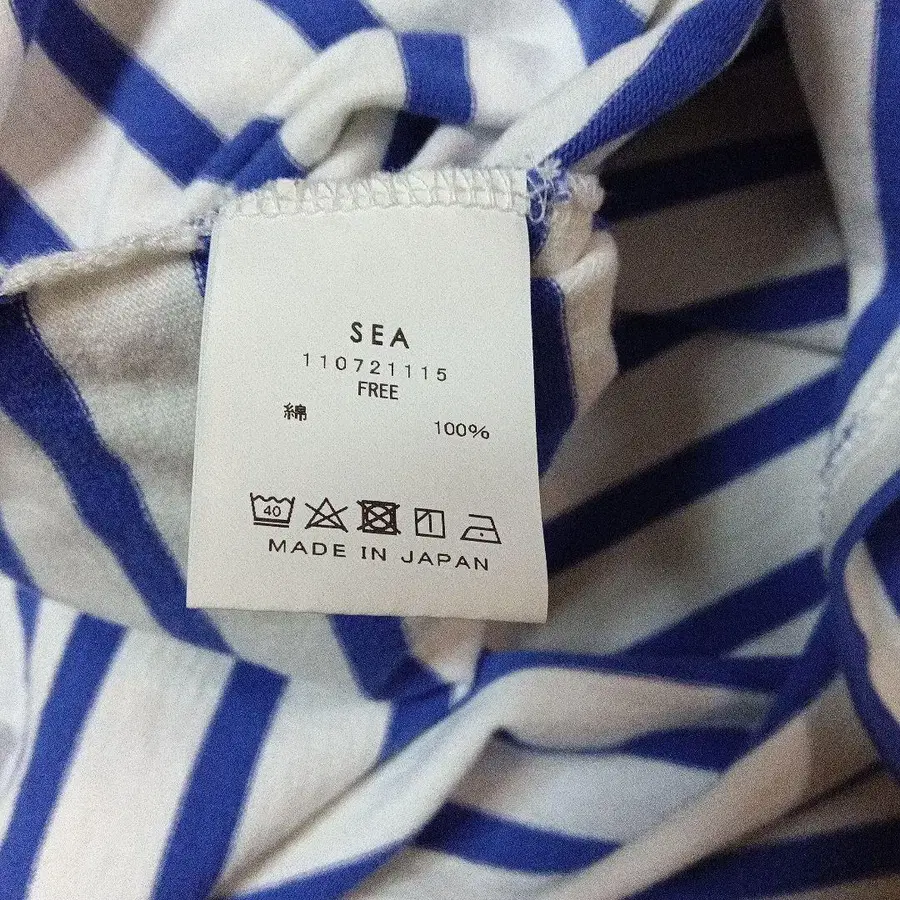 SEA
110721115
FREE
綿 100%
40
MADE IN JAPAN